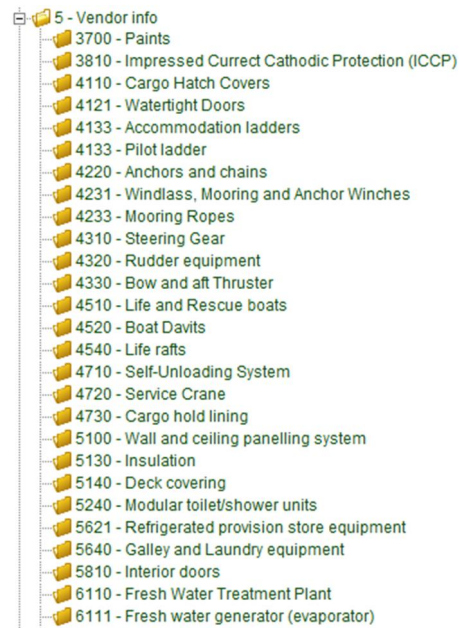 5 - Vendor info
3700 - Paints
3810 - Impressed Currect Cathodic Protection (ICCP)
4110 - Cargo Hatch Covers
4121 - Watertight Doors
4133 - Accommodation ladders
4133 - Pilot ladder
4220 - Anchors and chains
4231 - Windlass, Mooring and Anchor Winches
4233 - Mooring Ropes
4310 - Steering Gear
4320 - Rudder equipment
4330 - Bow and aft Thruster
4510 - Life and Rescue boats
4520 - Boat Davits
4540 - Life rafts
4710 - Self-Unloading System
4720 - Service Crane
4730 - Cargo hold lining
5100 - Wall and ceiling panelling system
5130 - Insulation
5140 - Deck covering
5240 - Modular toilet/shower units
5621 - Refrigerated provision store equipment
5640 - Galley and Laundry equipment
5810 - Interior doors
6110 - Fresh Water Treatment Plant
6111 - Fresh water generator (evaporator)